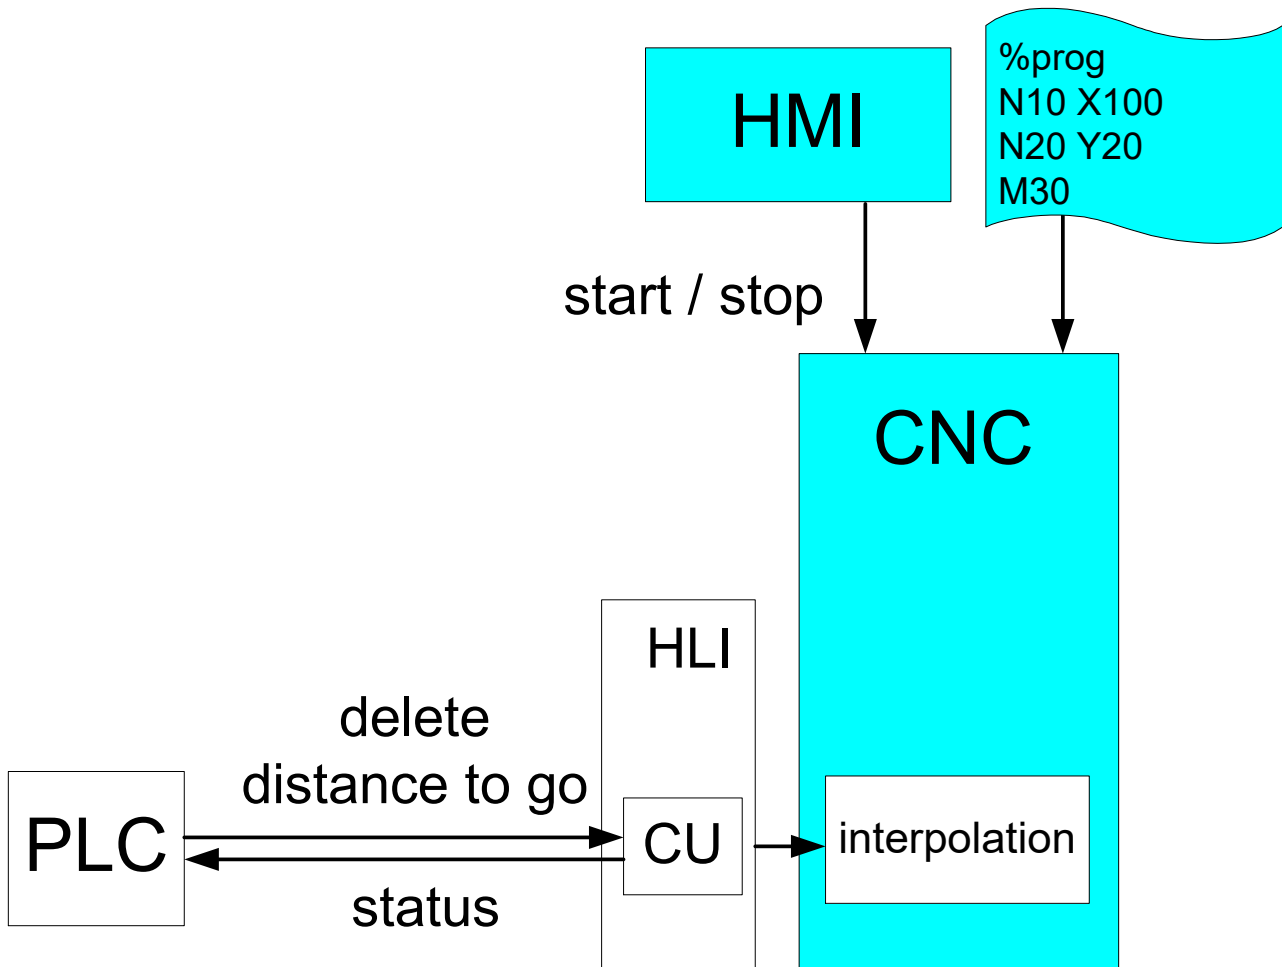 HMI
%prog
N10 X100
N20 Y20
M30
start / stop
CNC
HLI
delete
distance to go
PLC
CU
interpolation
status